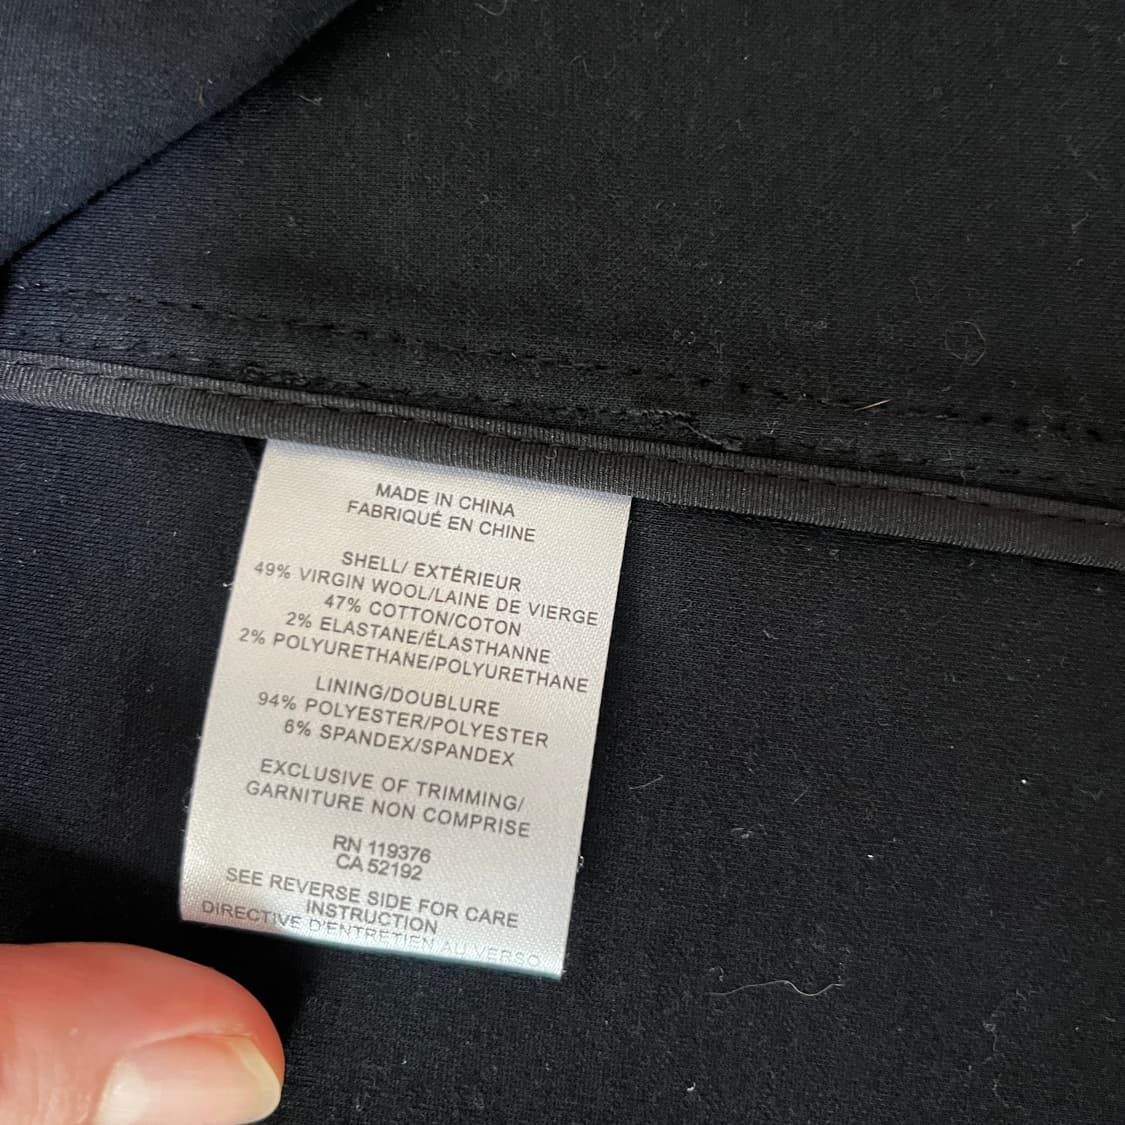 MADE IN CHINA
FABRIQUÉ EN CHINE
SHELL/ EXTÉRIEUR
49% VIRGIN WOOL/LAINE DE VIERGE
47% COTTON/COTON
2% ELASTANE/ÉLASTHANNE
2% POLYURETHANE/POLYURETHANE
LINING/DOUBLURE
94% POLYESTER/POLYESTER
6% SPANDEX/SPANDEX
EXCLUSIVE OF TRIMMING/
GARNITURE NON COMPRISE
RN 119376
CA 52192
SEE REVERSE SIDE FOR CARE
INSTRUCTION
DIRECTIVE D'ENTRETIEN AU VERSO